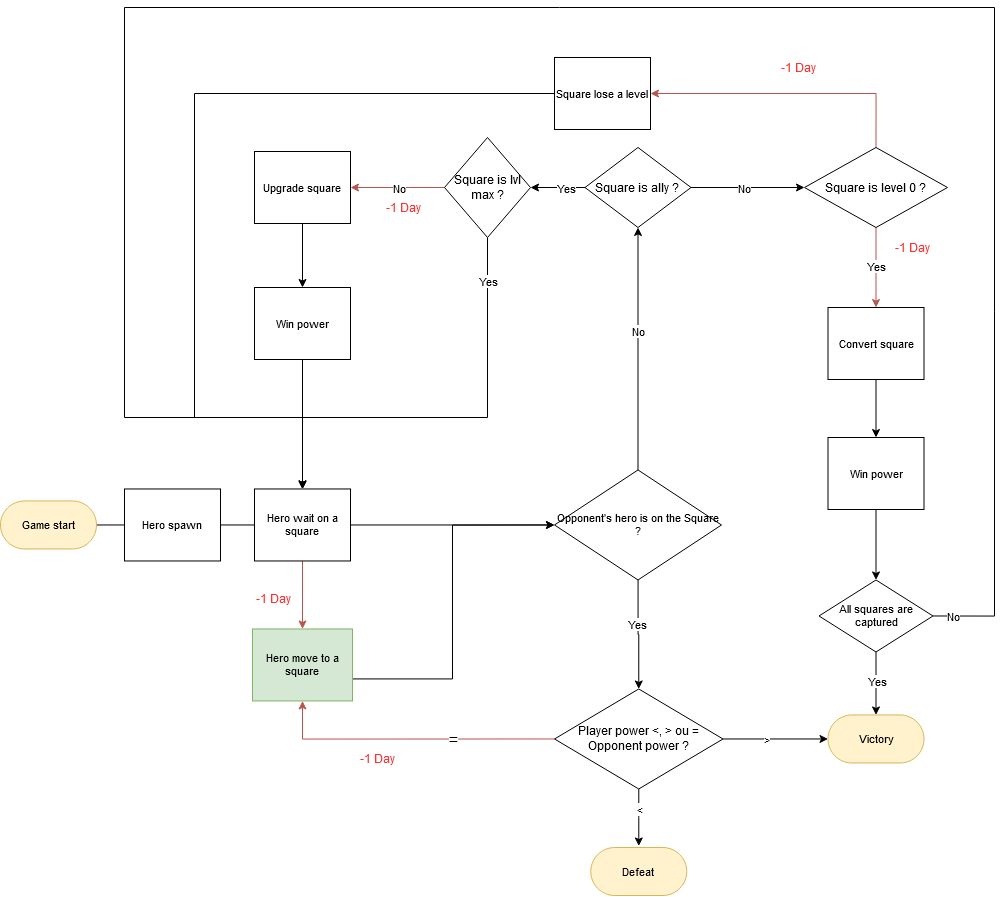 -1 Day
Square lose a level
Square is lvl
max ?
Square is ally ?
Square is level 0 ?
Upgrade square
No
-1 Day
Yes
No
-1 Day
Yes
Yes
Win power
No
Convert square
Win power
Game start
Hero spawn
Hero wait on a
square
Opponent's hero is on the Square
?
-1 Day
All squares are
captured
No
Yes
Hero move to a
square
Yes
Player power <, > ou =
Opponent power ?
=
>
Victory
-1 Day
<
Defeat